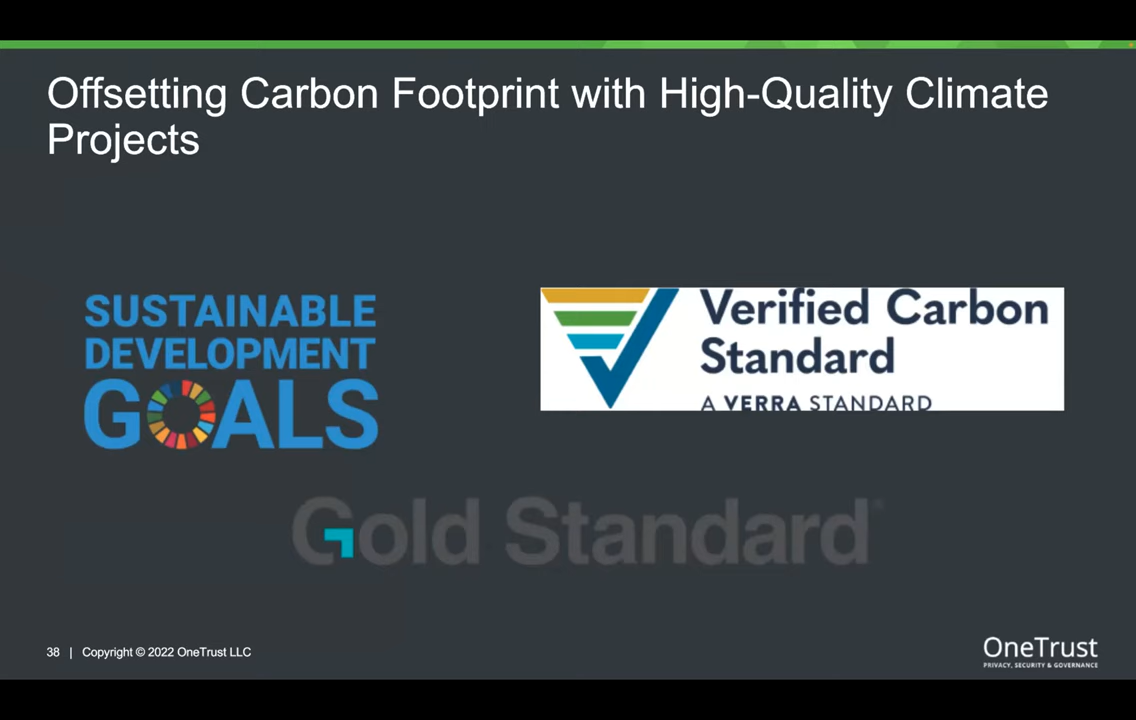 Offsetting Carbon Footprint with High-Quality Climate
Projects
SUSTAINABLE
DEVELOPMENT
GOALS
Verified Carbon
Standard
A VERRA STANDARD
Gold Standard
38 | Copyright © 2022 OneTrust LLC
OneTrust
PRIVACY, SECURITY & GOVERNANCE